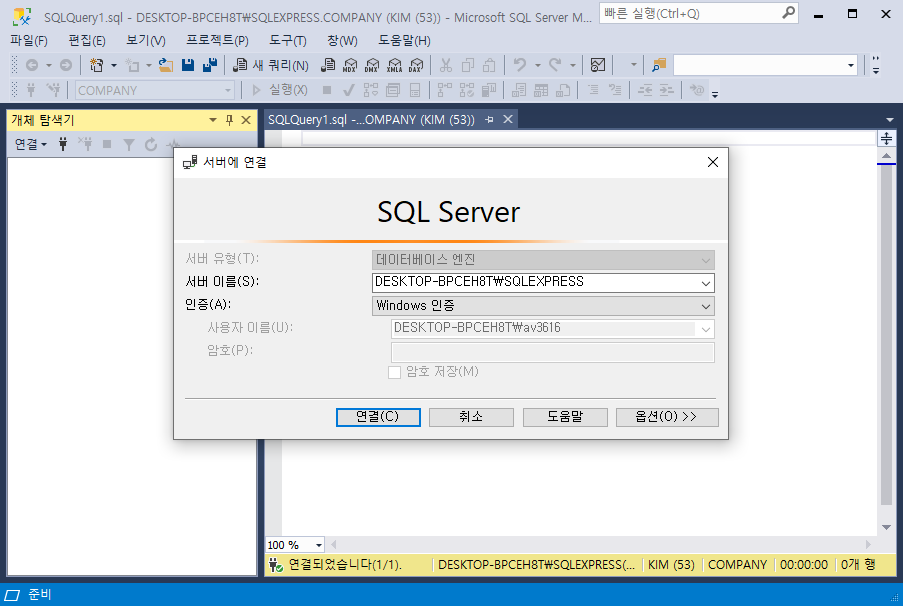 SQLQuery1.sql - DESKTOP-BPCEH8T₩SQLEXPRESS.COMPANY (KIM (53)) - Microsoft SQL Server M...
빠른 실행(Ctrl+Q)
파일(F) 편집(E) 보기(V) 프로젝트(P) 도구(T) 창(W) 도움말(H)
새 쿼리(N) MDX DMX XMLA DAX
COMPANY 실행(X)
개체 탐색기
SQLQuery1.sql -...OMPANY (KIM (53))
연결
서버에 연결
SQL Server
서버 유형(T): 데이터베이스 엔진
서버 이름(S): DESKTOP-BPCEH8T₩SQLEXPRESS
인증(A): Windows 인증
사용자 이름(U): DESKTOP-BPCEH8T₩av3616
암호(P):
암호 저장(M)
연결(C) 취소 도움말 옵션(O) >>
100 %
연결되었습니다(1/1). DESKTOP-BPCEH8T₩SQLEXPRESS(... KIM (53) COMPANY 00:00:00 0개 행
준비